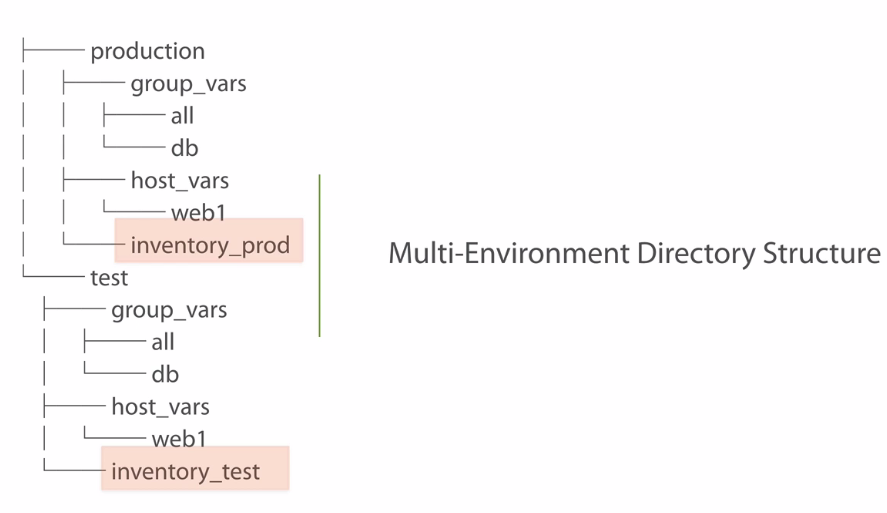 production
group_vars
all
db
host_vars
web1
inventory_prod
test
group_vars
all
db
host_vars
web1
inventory_test
Multi-Environment Directory Structure